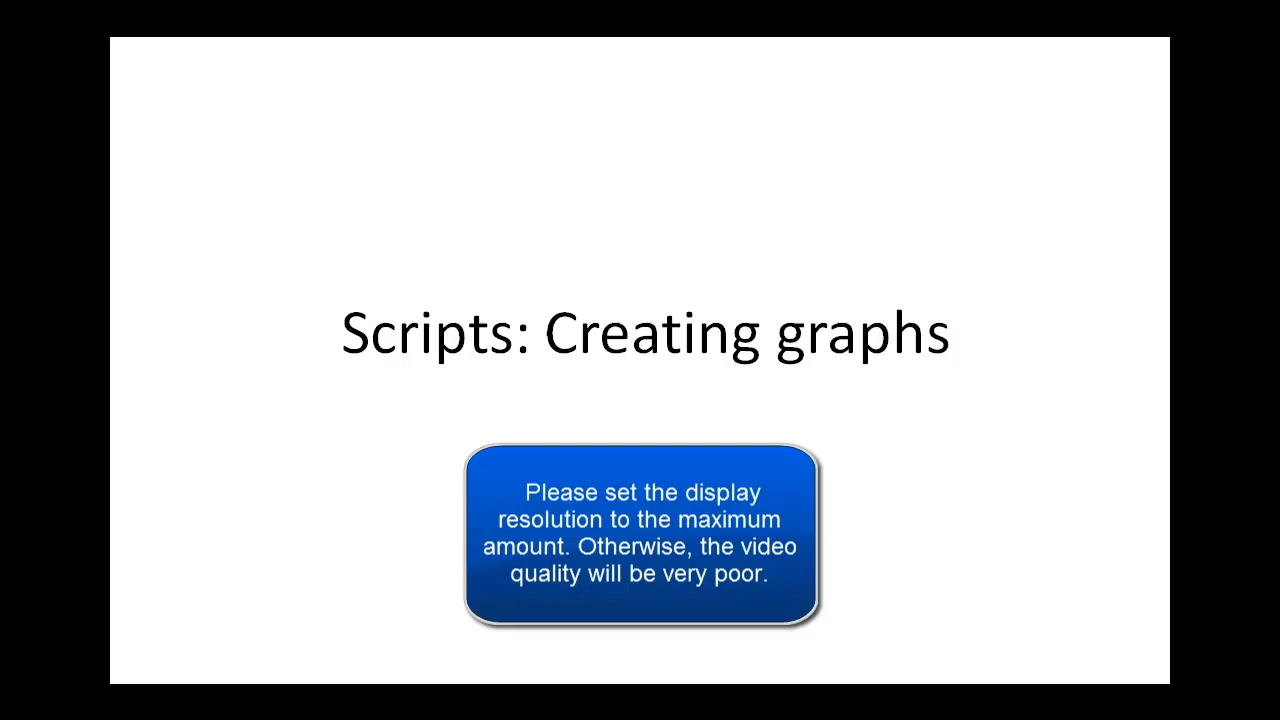 Scripts: Creating graphs
Please set the display
resolution to the maximum
amount. Otherwise, the video
quality will be very poor.